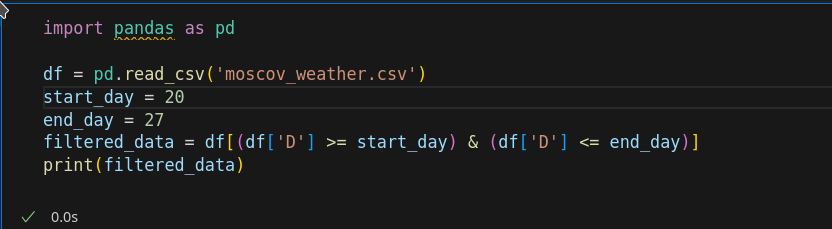 import pandas as pd
df = pd.read_csv('moscov_weather.csv')
start_day = 20
end_day = 27
filtered_data = df[(df['D'] >= start_day) & (df['D'] <= end_day)]
print(filtered_data)
0.0s